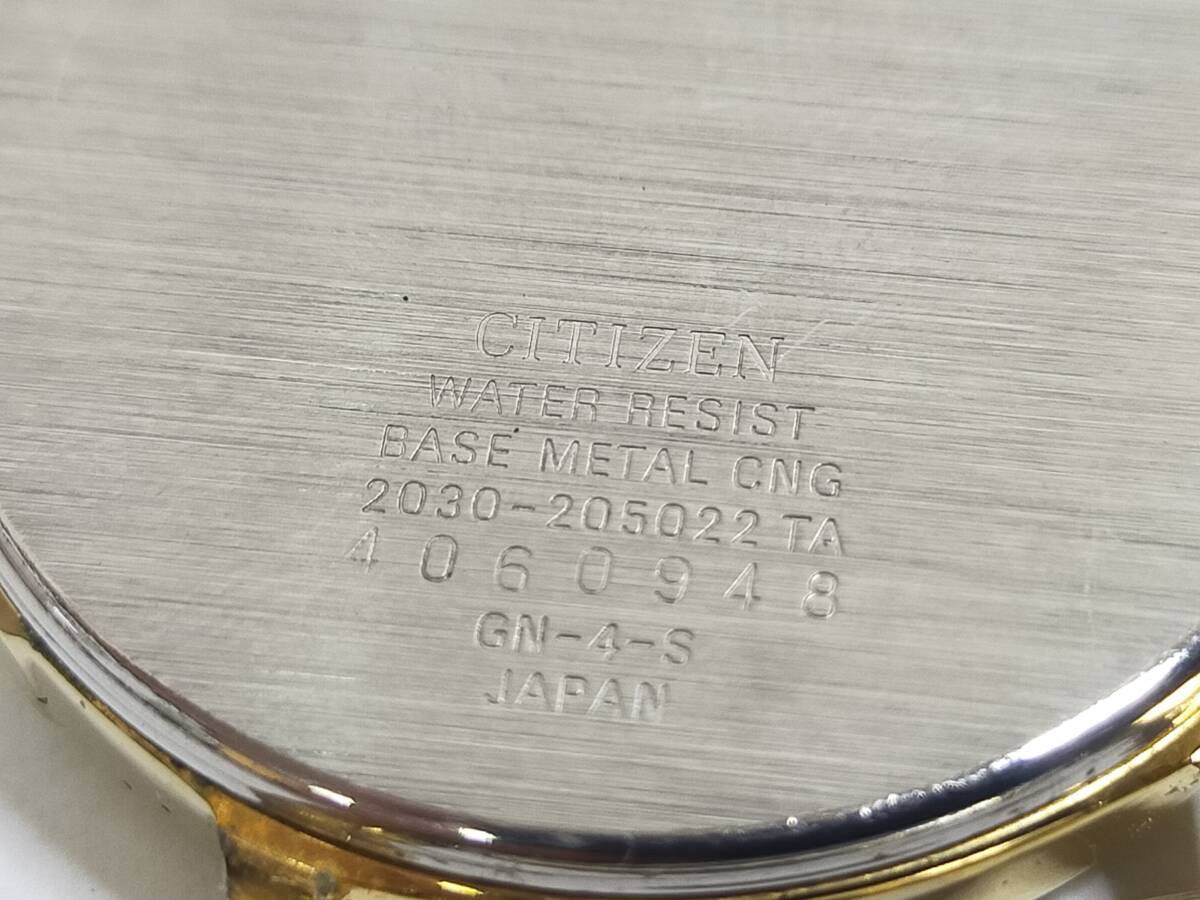 CITIZEN
WATER RESIST
BASE METAL CNG
2030-205022 TA
4060948
GN-4-S
JAPAN